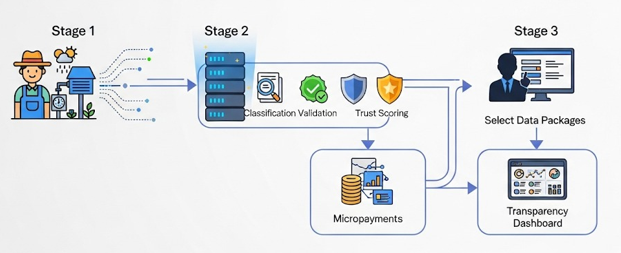 Stage 1
Stage 2
Stage 3
Classification Validation Trust Scoring
Select Data Packages
Micropayments
Transparency
Dashboard